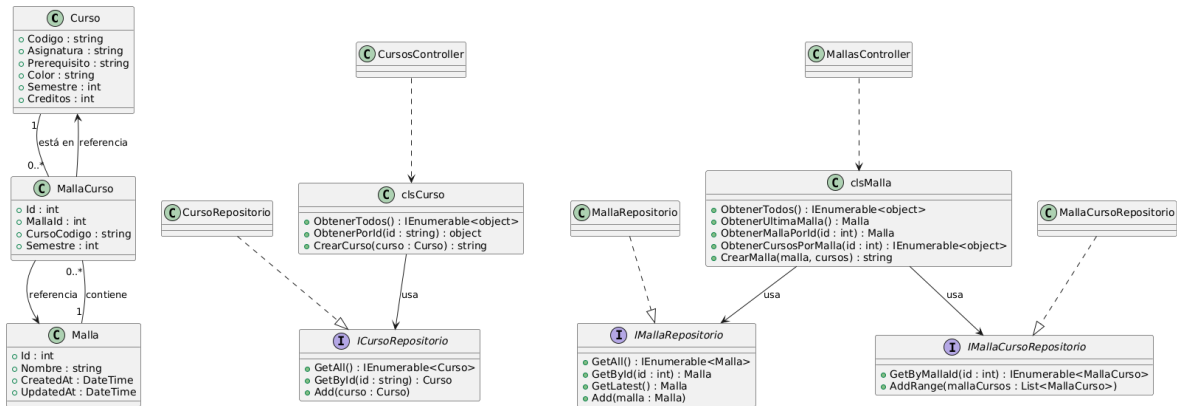 C Curso
Codigo : string
Asignatura : string
Prerequisito : string
Color : string
Semestre : int
Creditos : int
1
está en
referencia
0..*
C MallaCurso
Id : int
MallaId : int
CursoCodigo : string
Semestre : int
0..*
referencia
contiene
1
C Malla
Id : int
Nombre : string
CreatedAt : DateTime
UpdatedAt : DateTime
C CursosController
C CursoRepositorio
C clsCurso
ObtenerTodos() : IEnumerable<object>
ObtenerPorId(id : string) : object
CrearCurso(curso : Curso) : string
usa
I ICursoRepositorio
GetAll() : IEnumerable<Curso>
GetById(id : string) : Curso
Add(curso : Curso)
C MallasController
C MallaRepositorio
C clsMalla
ObtenerTodos() : IEnumerable<object>
ObtenerUltimaMalla() : Malla
ObtenerMallaPorId(id : int) : Malla
ObtenerCursosPorMalla(id : int) : IEnumerable<object>
CrearMalla(malla, cursos) : string
C MallaCursoRepositorio
usa
usa
I IMallaRepositorio
GetAll() : IEnumerable<Malla>
GetById(id : int) : Malla
GetLatest() : Malla
Add(malla : Malla)
I IMallaCursoRepositorio
GetByMallaId(id : int) : IEnumerable<MallaCurso>
AddRange(mallaCursos : List<MallaCurso>)